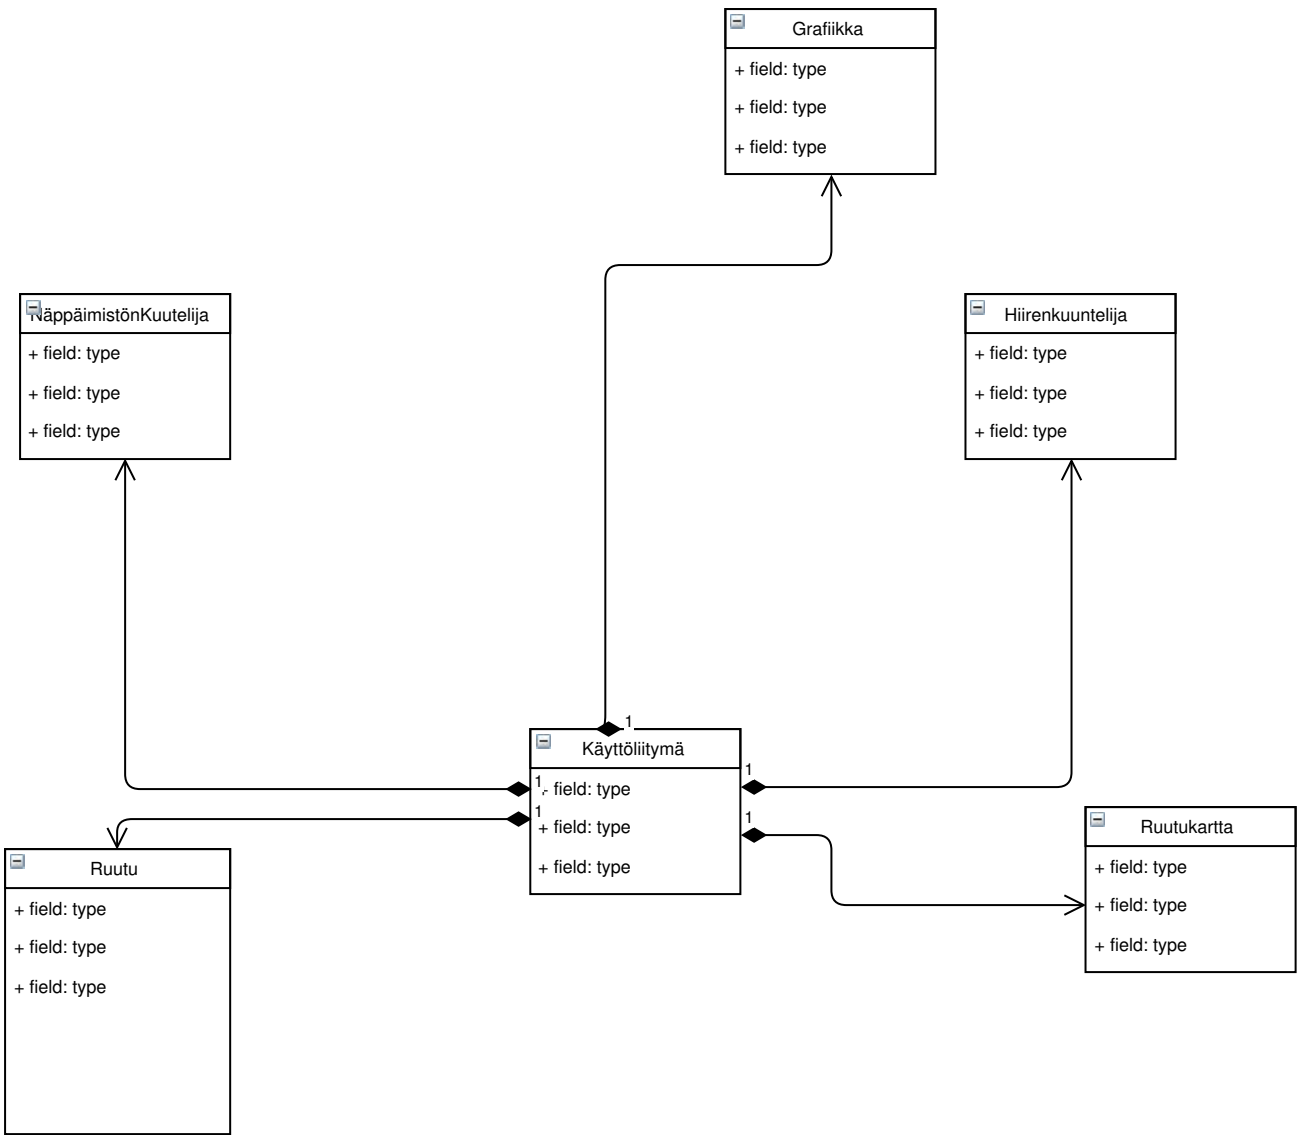 Grafiikka
+ field: type
+ field: type
+ field: type
NäppäimistönKuutelija
+ field: type
+ field: type
+ field: type
Hiirenkuuntelija
+ field: type
+ field: type
+ field: type
1
Käyttöliitymä
1
+ field: type
1
+ field: type
+ field: type
1
1
Ruutukartta
+ field: type
+ field: type
+ field: type
Ruutu
+ field: type
+ field: type
+ field: type